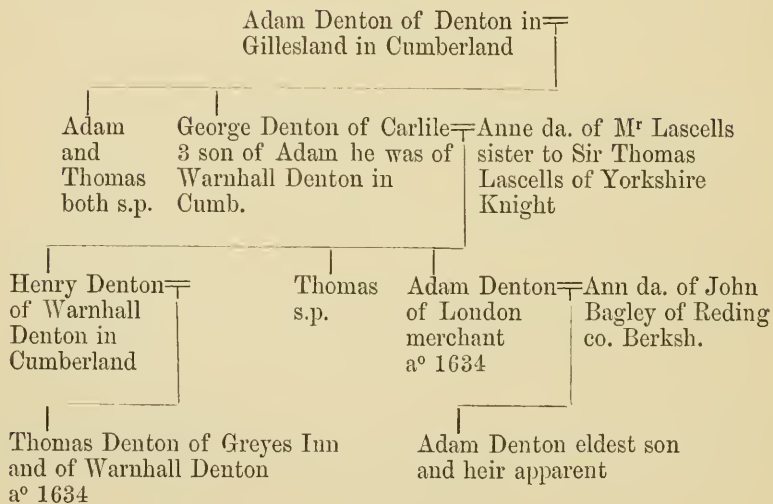 Adam Denton of Denton in
Gillesland in Cumberland
Adam
and
Thomas
both s.p.
George Denton of Carlile
3 son of Adam he was of
Warnhall Denton in
Cumb.
Anne da. of Mʳ Lascells
sister to Sir Thomas
Lascells of Yorkshire
Knight
Henry Denton
of Warnhall
Denton in
Cumberland
Thomas
s.p.
Adam Denton
of London
merchant
aº 1634
Ann da. of John
Bagley of Reding
co. Berksh.
Thomas Denton of Greyes Inn
and of Warnhall Denton
aº 1634
Adam Denton eldest son
and heir apparent